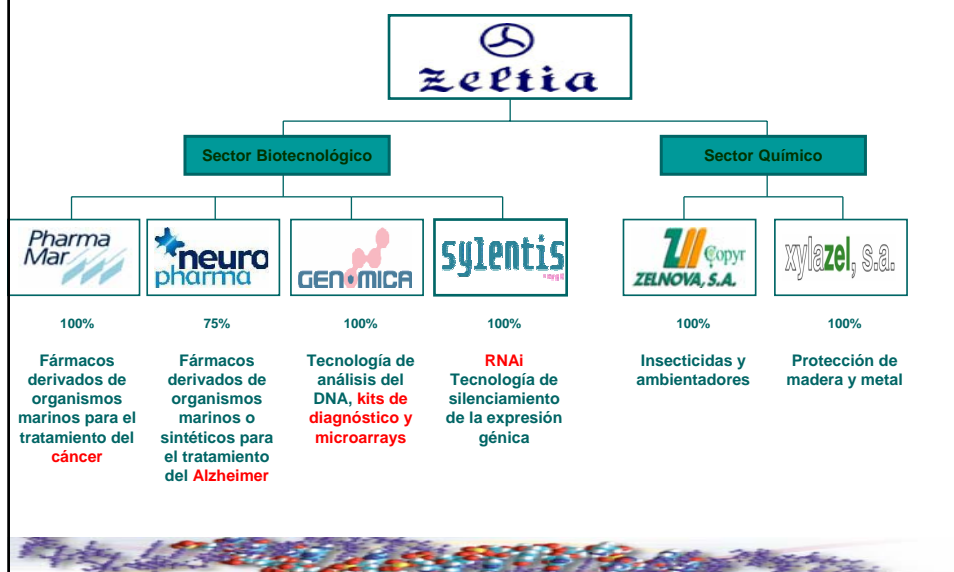 zeltia
Sector Biotecnológico
Sector Químico
Pharma
Mar
neuro
pharma
GENOMICA
sylentis
Copyr
ZELNOVA, S.A.
xylazel, s.a.
100%
75%
100%
100%
100%
100%
Fármacos
derivados de
organismos
marinos para el
tratamiento del
cáncer
Fármacos
derivados de
organismos
marinos o
sintéticos para
el tratamiento
del Alzheimer
Tecnología de
análisis del
DNA, kits de
diagnóstico y
microarrays
RNAi
Tecnología de
silenciamiento
de la expresión
génica
Insecticidas y
ambientadores
Protección de
madera y metal